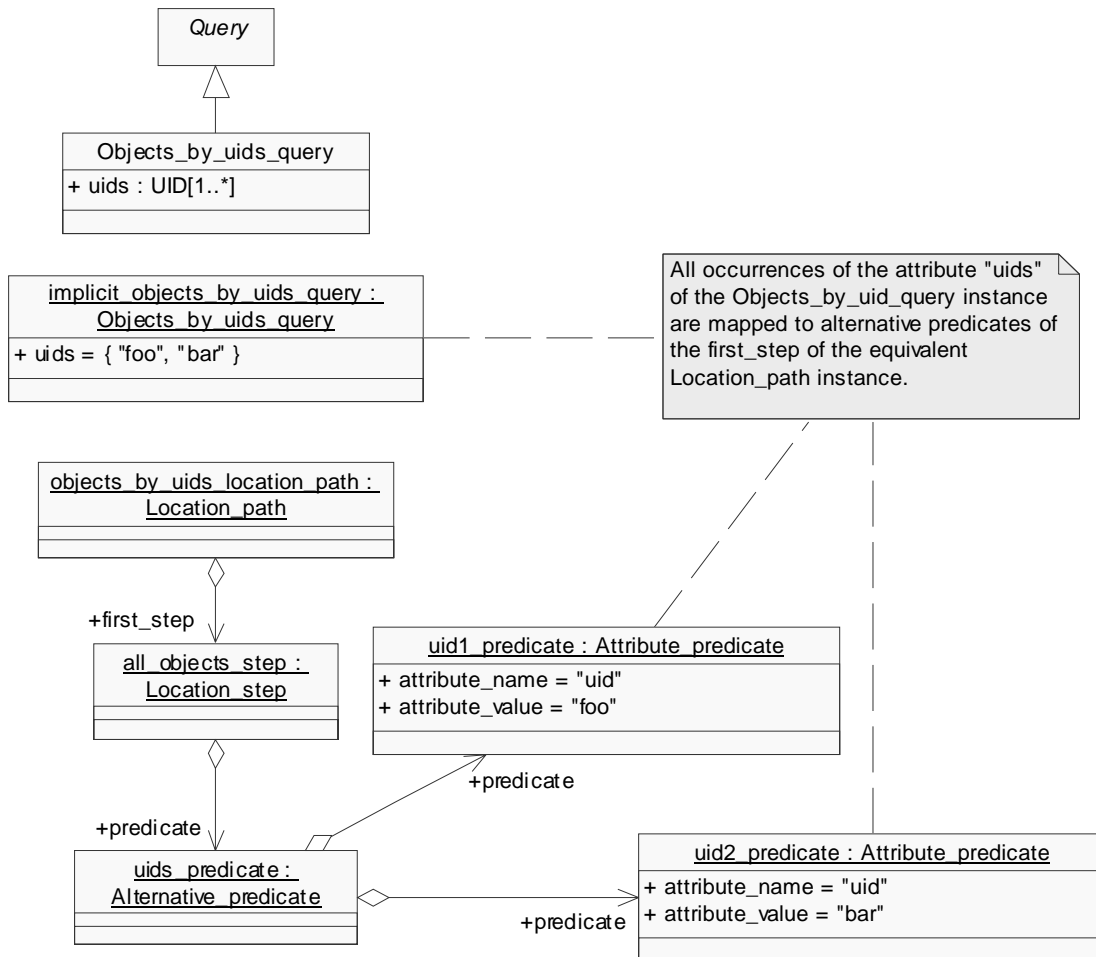 Query
Objects_by_uids_query
+ uids : UID[1..*]
implicit_objects_by_uids_query :
Objects_by_uids_query
+ uids = { "foo", "bar" }
All occurrences of the attribute "uids"
of the Objects_by_uid_query instance
are mapped to alternative predicates of
the first_step of the equivalent
Location_path instance.
objects_by_uids_location_path :
Location_path
+first_step
all_objects_step :
Location_step
uid1_predicate : Attribute_predicate
+ attribute_name = "uid"
+ attribute_value = "foo"
+predicate
+predicate
uids_predicate :
Alternative_predicate
+predicate
uid2_predicate : Attribute_predicate
+ attribute_name = "uid"
+ attribute_value = "bar"